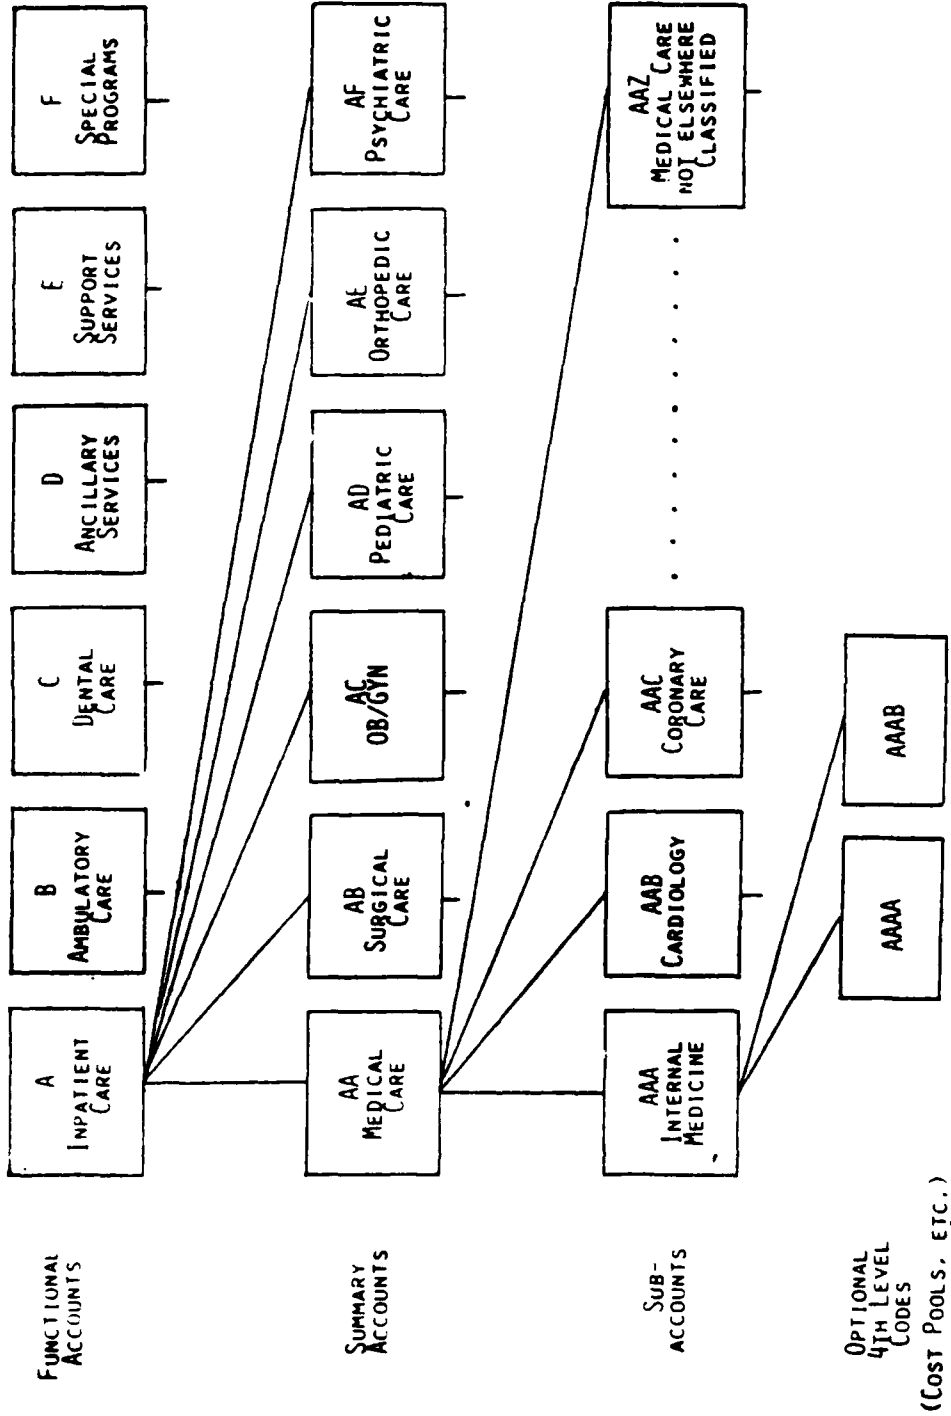 FUNCTIONAL
ACCOUNTS
A
INPATIENT
CARE
B
AMBULATORY
CARE
C
DENTAL
CARE
D
ANCILLARY
SERVICES
E
SUPPORT
SERVICES
F
SPECIAL
PROGRAMS
SUMMARY
ACCOUNTS
AA
MEDICAL
CARE
AB
SURGICAL
CARE
AC
OB/GYN
AD
PEDIATRIC
CARE
AE
ORTHOPEDIC
CARE
AF
PSYCHIATRIC
CARE
SUB-
ACCOUNTS
AAA
INTERNAL
MEDICINE
AAB
CARDIOLOGY
AAC
CORONARY
CARE
. . . . . . . . . . .
AAZ
MEDICAL CARE
NOT ELSEWHERE
CLASSIFIED
OPTIONAL
4TH LEVEL
CODES
(COST POOLS, ETC.)
AAAA
AAAB